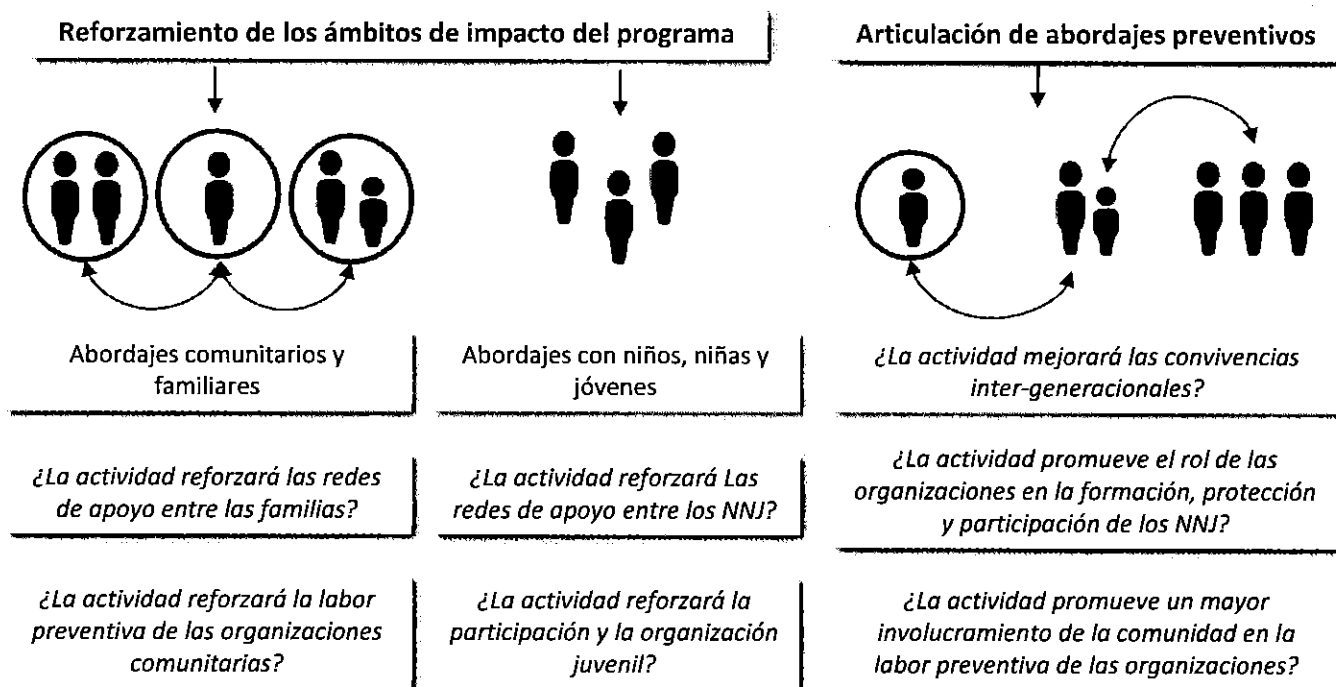 Reforzamiento de los ámbitos de impacto del programa
Articulación de abordajes preventivos
Abordajes comunitarios y
familiares
Abordajes con niños, niñas y
jóvenes
¿La actividad mejorará las convivencias
inter-generacionales?
¿La actividad reforzará las redes
de apoyo entre las familias?
¿La actividad reforzará Las
redes de apoyo entre los NNJ?
¿La actividad promueve el rol de las
organizaciones en la formación, protección
y participación de los NNJ?
¿La actividad reforzará la labor
preventiva de las organizaciones
comunitarias?
¿La actividad reforzará la
participación y la organización
juvenil?
¿La actividad promueve un mayor
involucramiento de la comunidad en la
labor preventiva de las organizaciones?